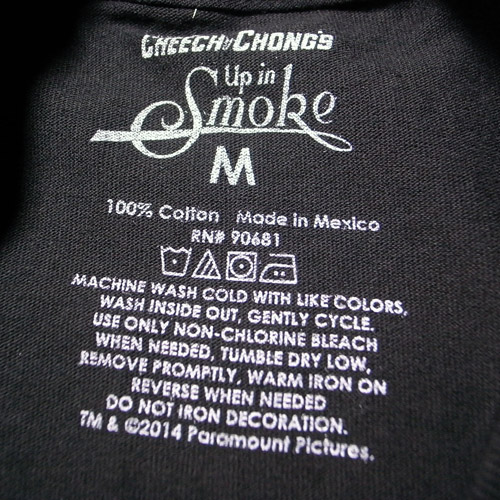 CHEECH & CHONG'S
Up in
Smoke
M
100% Cotton Made in Mexico
RN# 90681
MACHINE WASH COLD WITH LIKE COLORS,
WASH INSIDE OUT, GENTLY CYCLE.
USE ONLY NON-CHLORINE BLEACH
WHEN NEEDED, TUMBLE DRY LOW,
REMOVE PROMPTLY, WARM IRON ON
REVERSE WHEN NEEDED
DO NOT IRON DECORATION.
TM & ©2014 Paramount Pictures.